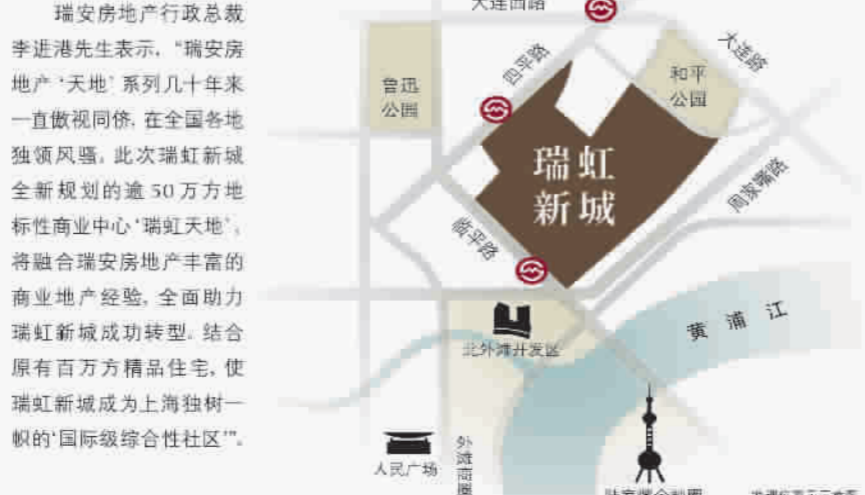 瑞安房地产行政总裁
李进港先生表示，“瑞安房
地产‘天地’系列几十年来
一直傲视同侪，在全国各地
独领风骚。此次瑞虹新城
全新规划的逾50万方地
标性商业中心‘瑞虹天地’，
将融合瑞安房地产丰富的
商业地产经验，全面助力
瑞虹新城成功转型。结合
原有百万方精品住宅，使
瑞虹新城成为上海独树一
帜的‘国际级综合性社区’”。
大连西路
四平路
大连路
鲁迅
公园
和平
公园
瑞虹
新城
周家嘴路
临平路
黄浦江
北外滩开发区
人民广场
外滩商圈